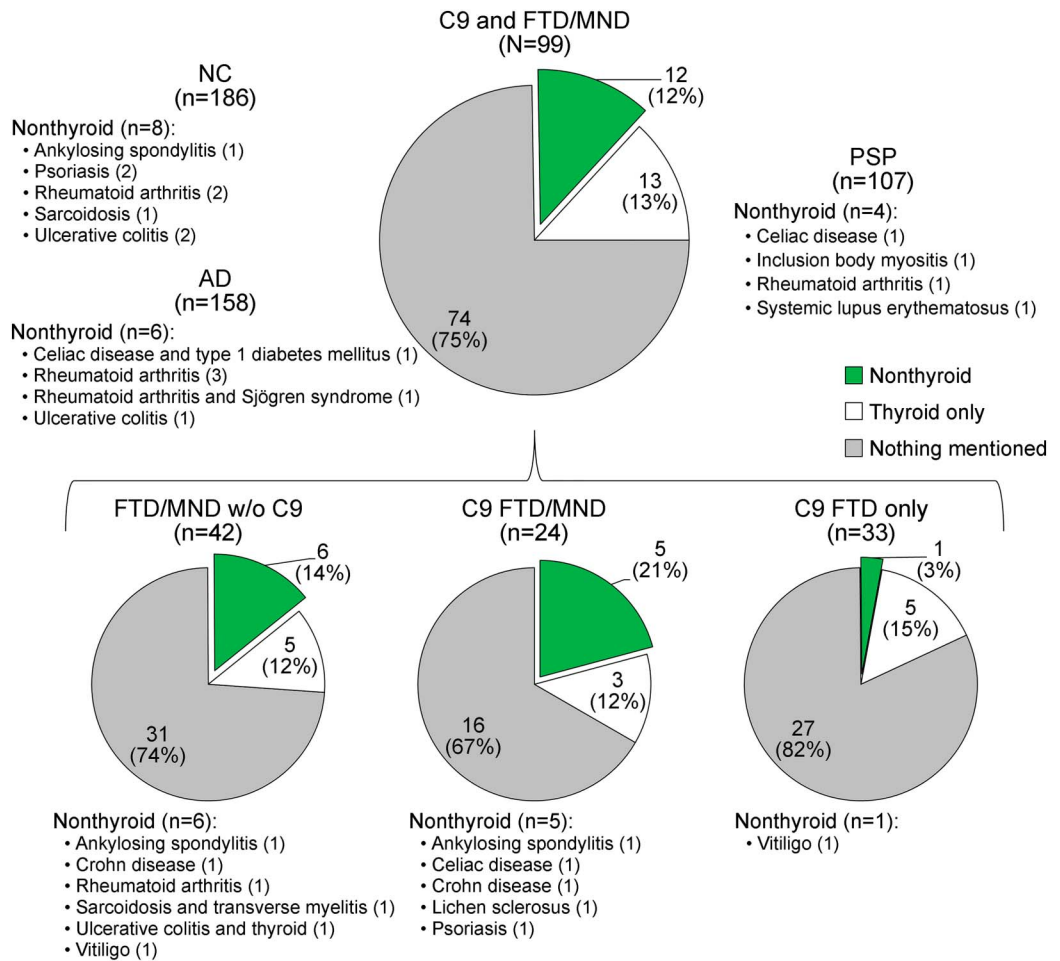 C9 and FTD/MND
(N=99)
12
(12%)
13
(13%)
74
(75%)
NC
(n=186)
Nonthyroid (n=8):
• Ankylosing spondylitis (1)
• Psoriasis (2)
• Rheumatoid arthritis (2)
• Sarcoidosis (1)
• Ulcerative colitis (2)
AD
(n=158)
Nonthyroid (n=6):
• Celiac disease and type 1 diabetes mellitus (1)
• Rheumatoid arthritis (3)
• Rheumatoid arthritis and Sjögren syndrome (1)
• Ulcerative colitis (1)
PSP
(n=107)
Nonthyroid (n=4):
• Celiac disease (1)
• Inclusion body myositis (1)
• Rheumatoid arthritis (1)
• Systemic lupus erythematosus (1)
Nonthyroid
Thyroid only
Nothing mentioned
FTD/MND w/o C9
(n=42)
6
(14%)
5
(12%)
31
(74%)
Nonthyroid (n=6):
• Ankylosing spondylitis (1)
• Crohn disease (1)
• Rheumatoid arthritis (1)
• Sarcoidosis and transverse myelitis (1)
• Ulcerative colitis and thyroid (1)
• Vitiligo (1)
C9 FTD/MND
(n=24)
5
(21%)
3
(12%)
16
(67%)
Nonthyroid (n=5):
• Ankylosing spondylitis (1)
• Celiac disease (1)
• Crohn disease (1)
• Lichen sclerosus (1)
• Psoriasis (1)
C9 FTD only
(n=33)
1
(3%)
5
(15%)
27
(82%)
Nonthyroid (n=1):
• Vitiligo (1)